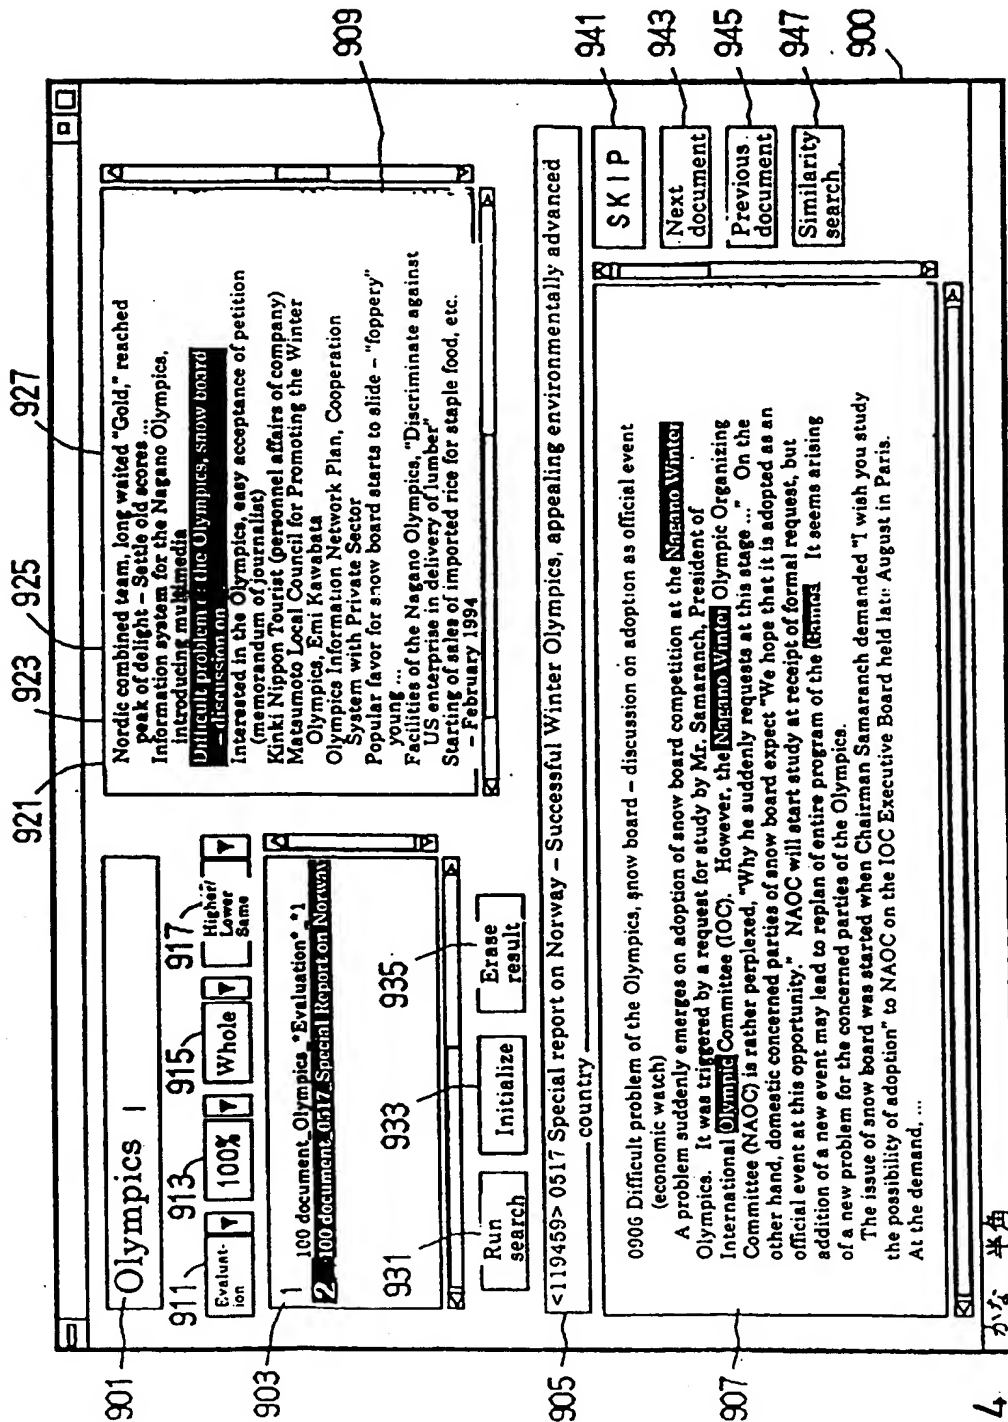 921
923
925
927
901
Olympics |
911
913
915
917
Evaluat-
ion
100%
Whole
Higher/
Lower
Same
903
1 100 document_Olympics_*Evaluation* *1
2 100 document_0517_Special Report on Norway
931
933
935
Run
search
Initialize
Erase
result
Nordic combined team, long waited "Gold," reached
peak of delight – Settle old scores ...
Information system for the Nagano Olympics,
introducing multimedia
Difficult problem the Olympics, snow board
– discussion on
Interested in the Olympics, easy acceptance of petition
(memorandum of journalist)
Kinki Nippon Tourist (personnel affairs of company)
Matsumoto Local Council for Promoting the Winter
Olympics, Emi Kawabata
Olympics Information Network Plan, Cooperation
System with Private Sector
Popular favor for snow board starts to slide – "foppery"
young ...
Facilities of the Nagano Olympics, "Discriminate against
US enterprise in delivery of lumber"
Starting of sales of imported rice for staple food, etc.
– February 1994
909
905
<119459> 0517 Special report on Norway – Successful Winter Olympics, appealing environmentally advanced
country
907
0906 Difficult problem of the Olympics, snow board – discussion on adoption as official event
(economic watch)
A problem suddenly emerges on adoption of snow board competition at the Nagano Winter
Olympics. It was triggered by a request for study by Mr. Samaranch, President of
International Olympic Committee (IOC). However, the Nagano Winter Olympic Organizing
Committee (NAOC) is rather perplexed, "Why he suddenly requests at this stage ..." On the
other hand, domestic concerned parties of snow board expect "We hope that it is adopted as an
official event at this opportunity." NAOC will start study at receipt of formal request, but
addition of a new event may lead to replan of entire program of the It seems arising
of a new problem for the concerned parties of the Olympics.
The issue of snow board was started when Chairman Samaranch demanded "I wish you study
the possibility of adoption" to NAOC on the IOC Executive Board held late August in Paris.
At the demand, ...
SKIP
Next
document
Previous
document
Similarity
search
941
943
945
947
900
かな 半角
4